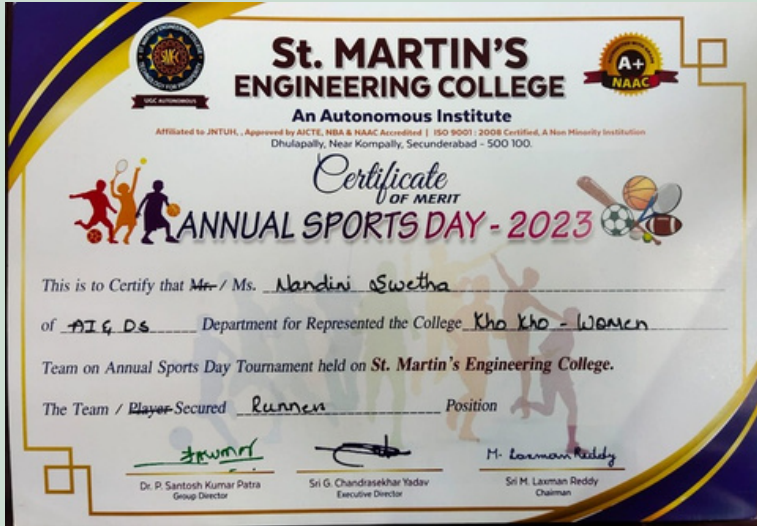 St. MARTIN'S
ENGINEERING COLLEGE
UGC AUTONOMOUS
A+
NAAC
An Autonomous Institute
Affiliated to JNTUH, , Approved by AICTE, NBA & NAAC Accredited | ISO 9001 : 2008 Certified, A Non Minority Institution
Dhulapally, Near Kompally, Secunderabad - 500 100.
Certificate
OF MERIT
ANNUAL SPORTS DAY - 2023
This is to Certify that Mr. / Ms. Nandini Swetha
of AI & DS Department for Represented the College Kho Kho - Women
Team on Annual Sports Day Tournament held on St. Martin's Engineering College.
The Team / Player Secured Runners Position
M. Laxman Reddy
Dr. P. Santosh Kumar Patra
Group Director
Sri G. Chandrasekhar Yadav
Executive Director
Sri M. Laxman Reddy
Chairman